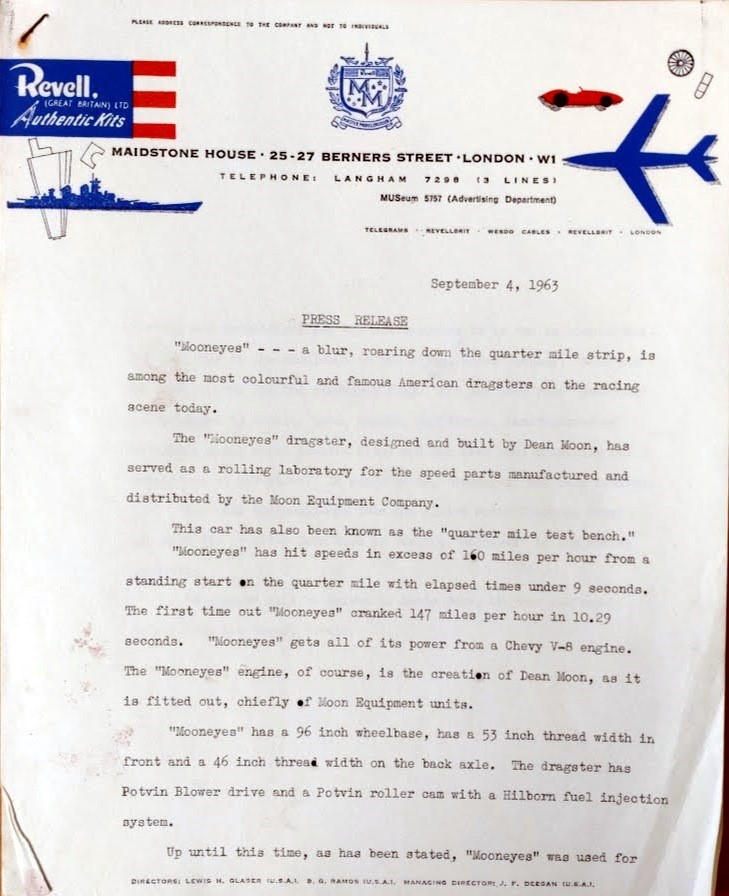 PLEASE ADDRESS CORRESPONDENCE TO THE COMPANY AND NOT TO INDIVIDUALS
Revell.
(GREAT BRITAIN) LTD
Authentic Kits
MM
MAIDSTONE HOUSE · 25-27 BERNERS STREET · LONDON · W1
TELEPHONE: LANGHAM 7298 (3 LINES)
MUSeum 5757 (Advertising Department)
TELEGRAMS · REVELLBRIT · WESDO CABLES · REVELLBRIT · LONDON
September 4, 1963
PRESS RELEASE
"Mooneyes" - - - a blur, roaring down the quarter mile strip, is
among the most colourful and famous American dragsters on the racing
scene today.
The "Mooneyes" dragster, designed and built by Dean Moon, has
served as a rolling laboratory for the speed parts manufactured and
distributed by the Moon Equipment Company.
This car has also been known as the "quarter mile test bench."
"Mooneyes" has hit speeds in excess of 160 miles per hour from a
standing start on the quarter mile with elapsed times under 9 seconds.
The first time out "Mooneyes" cranked 147 miles per hour in 10.29
seconds. "Mooneyes" gets all of its power from a Chevy V-8 engine.
The "Mooneyes" engine, of course, is the creation of Dean Moon, as it
is fitted out, chiefly of Moon Equipment units.
"Mooneyes" has a 96 inch wheelbase, has a 53 inch thread width in
front and a 46 inch thread width on the back axle. The dragster has
Potvin Blower drive and a Potvin roller cam with a Hilborn fuel injection
system.
Up until this time, as has been stated, "Mooneyes" was used for
DIRECTORS: LEWIS H. GLASER (U.S.A.), B. G. RAMOS (U.S.A.), MANAGING DIRECTOR: J. F. DEEGAN (U.S.A.),